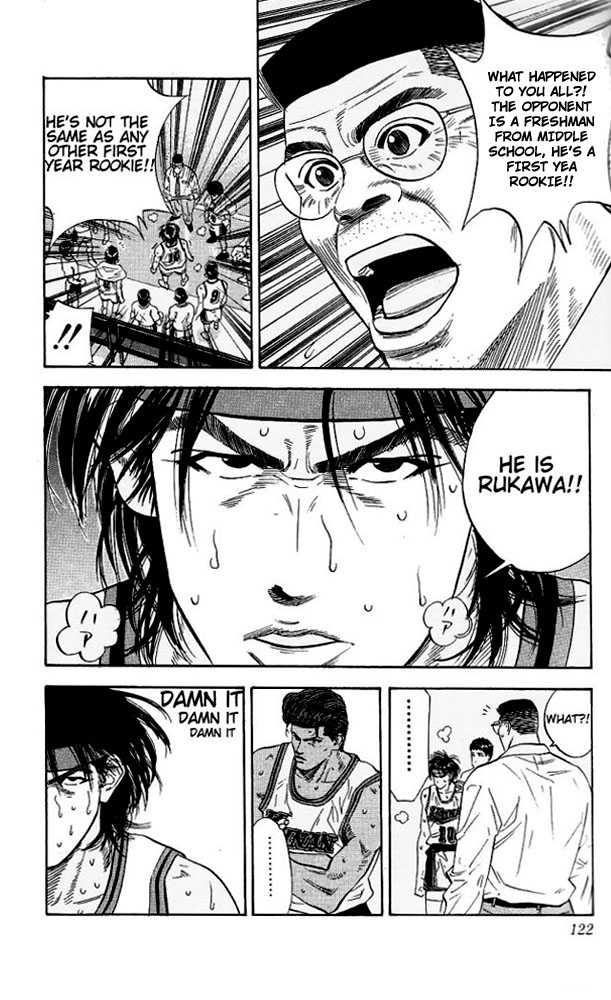 WHAT HAPPENED
TO YOU ALL?!
THE OPPONENT
IS A FRESHMAN
FROM MIDDLE
SCHOOL, HE'S A
FIRST YEA
ROOKIE!!
HE'S NOT THE
SAME AS ANY
OTHER FIRST
YEAR ROOKIE!!
!!
HE IS
RUKAWA!!
WHAT?!
10
DAMN IT
DAMN IT
DAMN IT
122